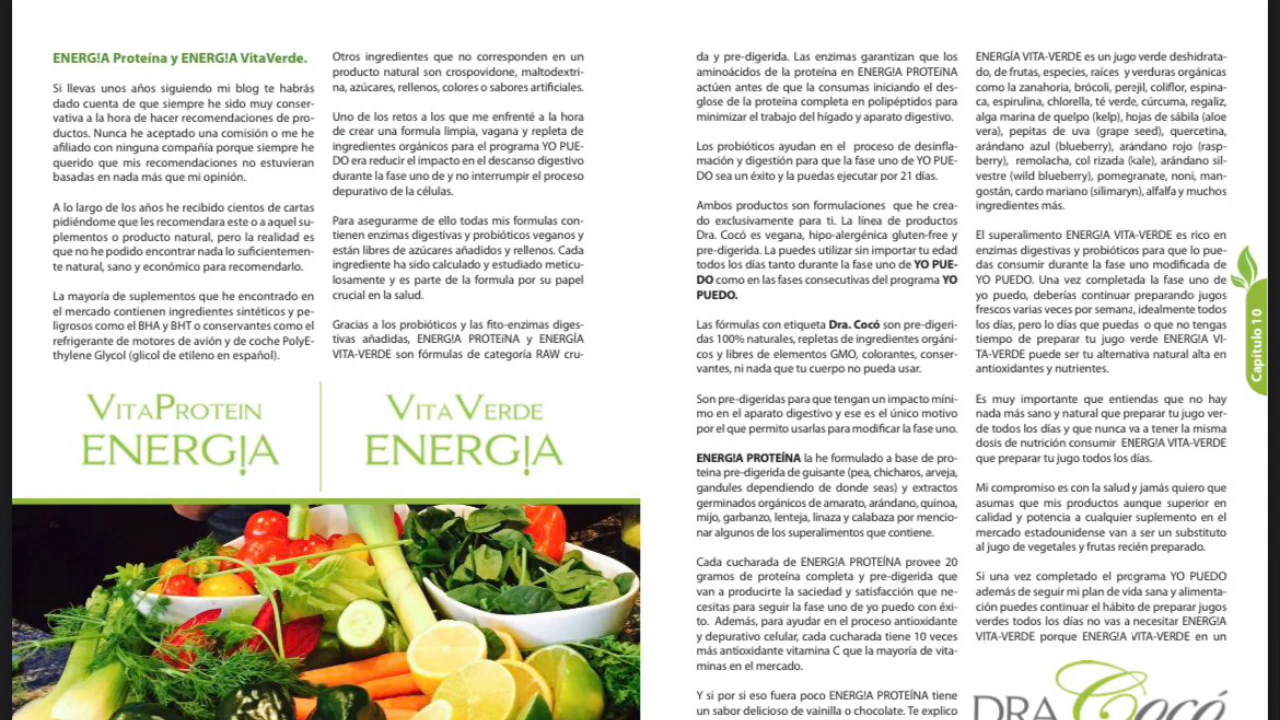 ENERG!A Proteína y ENERG!A VitaVerde.
Si llevas unos años siguiendo mi blog te habrás
dado cuenta de que siempre he sido muy conser-
vativa a la hora de hacer recomendaciones de pro-
ductos. Nunca he aceptado una comisión o me he
afiliado con ninguna compañía porque siempre he
querido que mis recomendaciones no estuvieran
basadas en nada más que mi opinión.
A lo largo de los años he recibido cientos de cartas
pidiéndome que les recomendara este o a aquel su-
plementos o producto natural, pero la realidad es
que no he podido encontrar nada lo suficientemen-
te natural, sano y económico para recomendarlo.
La mayoría de suplementos que he encontrado en
el mercado contienen ingredientes sintéticos y pe-
ligrosos como el BHA y BHT o conservantes como el
refrigerante de motores de avión y de coche PolyE-
thylene Glycol (glicol de etileno en español).
Otros ingredientes que no corresponden en un
producto natural son crospovidone, maltodextri-
na, azúcares, rellenos, colores o sabores artificiales.
Uno de los retos a los que me enfrenté a la hora
de crear una formula limpia, vagana y repleta de
ingredientes orgánicos para el programa YO PUE-
DO era reducir el impacto en el descanso digestivo
durante la fase uno de y no interrumpir el proceso
depurativo de la células.
Para asegurarme de ello todas mis formulas con-
tienen enzimas digestivas y probióticos veganos y
están libres de azúcares añadidos y rellenos. Cada
ingrediente ha sido calculado y estudiado meticu-
losamente y es parte de la formula por su papel
crucial en la salud.
Gracias a los probióticos y las fito-enzimas diges-
tivas añadidas, ENERG!A PROTEíNA y ENERGÍA
VITA-VERDE son fórmulas de categoría RAW cru-
VITAPROTEIN
ENERG!A
VITAVERDE
ENERG!A
da y pre-digerida. Las enzimas garantizan que los
aminoácidos de la proteína en ENERG!A PROTEíNA
actúen antes de que la consumas iniciando el des-
glose de la proteína completa en polipéptidos para
minimizar el trabajo del hígado y aparato digestivo.
Los probióticos ayudan en el proceso de desinfla-
mación y digestión para que la fase uno de YO PUE-
DO sea un éxito y la puedas ejecutar por 21 días.
Ambos productos son formulaciones que he crea-
do exclusivamente para ti. La línea de productos
Dra. Cocó es vegana, hipo-alergénica gluten-free y
pre-digerida. La puedes utilizar sin importar tu edad
todos los días tanto durante la fase uno de YO PUE-
DO como en las fases consecutivas del programa YO
PUEDO.
Las fórmulas con etiqueta Dra. Cocó son pre-digeri-
das 100% naturales, repletas de ingredientes orgáni-
cos y libres de elementos GMO, colorantes, conser-
vantes, ni nada que tu cuerpo no pueda usar.
Son pre-digeridas para que tengan un impacto míni-
mo en el aparato digestivo y ese es el único motivo
por el que permito usarlas para modificar la fase uno.
ENERG!A PROTEÍNA la he formulado a base de pro-
teina pre-digerida de guisante (pea, chicharos, arveja,
gandules dependiendo de donde seas) y extractos
germinados orgánicos de amarato, arándano, quinoa,
mijo, garbanzo, lenteja, linaza y calabaza por mencio-
nar algunos de los superalimentos que contiene.
Cada cucharada de ENERG!A PROTEÍNA provee 20
gramos de proteína completa y pre-digerida que
van a producirte la saciedad y satisfacción que ne-
cesitas para seguir la fase uno de yo puedo con éxi-
to. Además, para ayudar en el proceso antioxidante
y depurativo celular, cada cucharada tiene 10 veces
más antioxidante vitamina C que la mayoría de vita-
minas en el mercado.
Y si por si eso fuera poco ENERG!A PROTEÍNA tiene
un sabor delicioso de vainilla o chocolate. Te explico
ENERGÍA VITA-VERDE es un jugo verde deshidrata-
do, de frutas, especies, raíces y verduras orgánicas
como la zanahoria, brócoli, perejil, coliflor, espina-
ca, espirulina, chlorella, té verde, cúrcuma, regaliz,
alga marina de quelpo (kelp), hojas de sábila (aloe
vera), pepitas de uva (grape seed), quercetina,
arándano azul (blueberry), arándano rojo (rasp-
berry), remolacha, col rizada (kale), arándano sil-
vestre (wild blueberry), pomegranate, noni, man-
gostán, cardo mariano (silimaryn), alfalfa y muchos
ingredientes más.
El superalimento ENERG!A VITA-VERDE es rico en
enzimas digestivas y probióticos para que lo pue-
das consumir durante la fase uno modificada de
YO PUEDO. Una vez completada la fase uno de
yo puedo, deberías continuar preparando jugos
frescos varias veces por semana, idealmente todos
los días, pero lo días que puedas o que no tengas
tiempo de preparar tu jugo verde ENERG!A VI-
TA-VERDE puede ser tu alternativa natural alta en
antioxidantes y nutrientes.
Es muy importante que entiendas que no hay
nada más sano y natural que preparar tu jugo ver-
de todos los días y que nunca va a tener la misma
dosis de nutrición consumir ENERG!A VITA-VERDE
que preparar tu jugo todos los días.
Mi compromiso es con la salud y jamás quiero que
asumas que mis productos aunque superior en
calidad y potencia a cualquier suplemento en el
mercado estadounidense van a ser un substituto
al jugo de vegetales y frutas recién preparado.
Si una vez completado el programa YO PUEDO
además de seguir mi plan de vida sana y alimenta-
ción puedes continuar el hábito de preparar jugos
verdes todos los días no vas a necesitar ENERG!A
VITA-VERDE porque ENERG!A VITA-VERDE en un
Capítulo 10
DRA Cocó